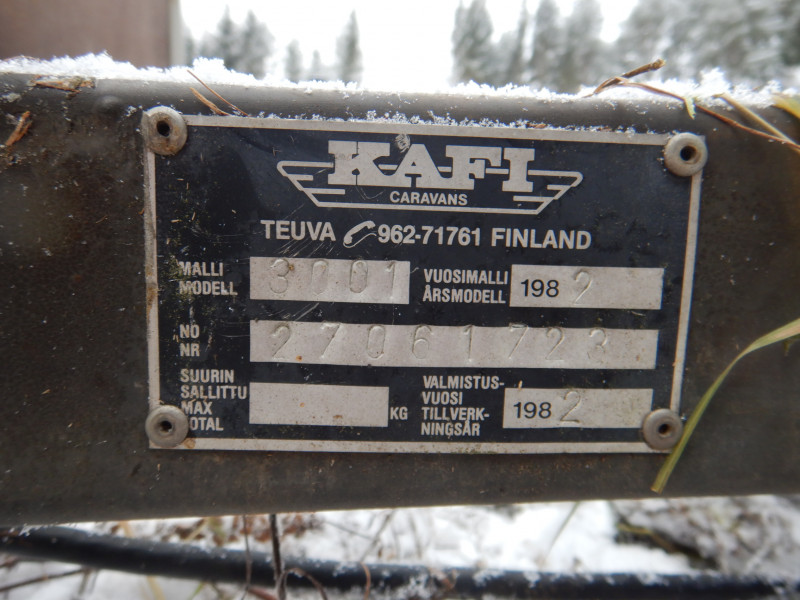 KAFI
CARAVANS
TEUVA 962-71761 FINLAND
MALLI
MODELL 3001
VUOSIMALLI
ÅRSMODELL 1982
NO
NR 27061723
SUURIN
SALLITTU
MAX
TOTAL KG
VALMISTUS-
VUOSI
TILLVERK-
NINGSÅR 1982